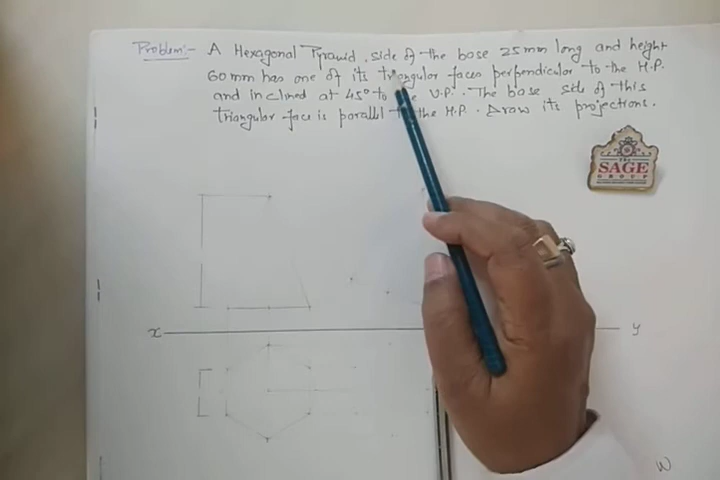 Problem:- A Hexagonal Pyramid, side of the base 25mm long and height
60mm has one of its triangular faces perpendicular to the H.P.
and inclined at 45° to V.P. The base side of this
triangular face is parallel to the H.P. Draw its projections.
The
SAGE
GROUP
x y
W